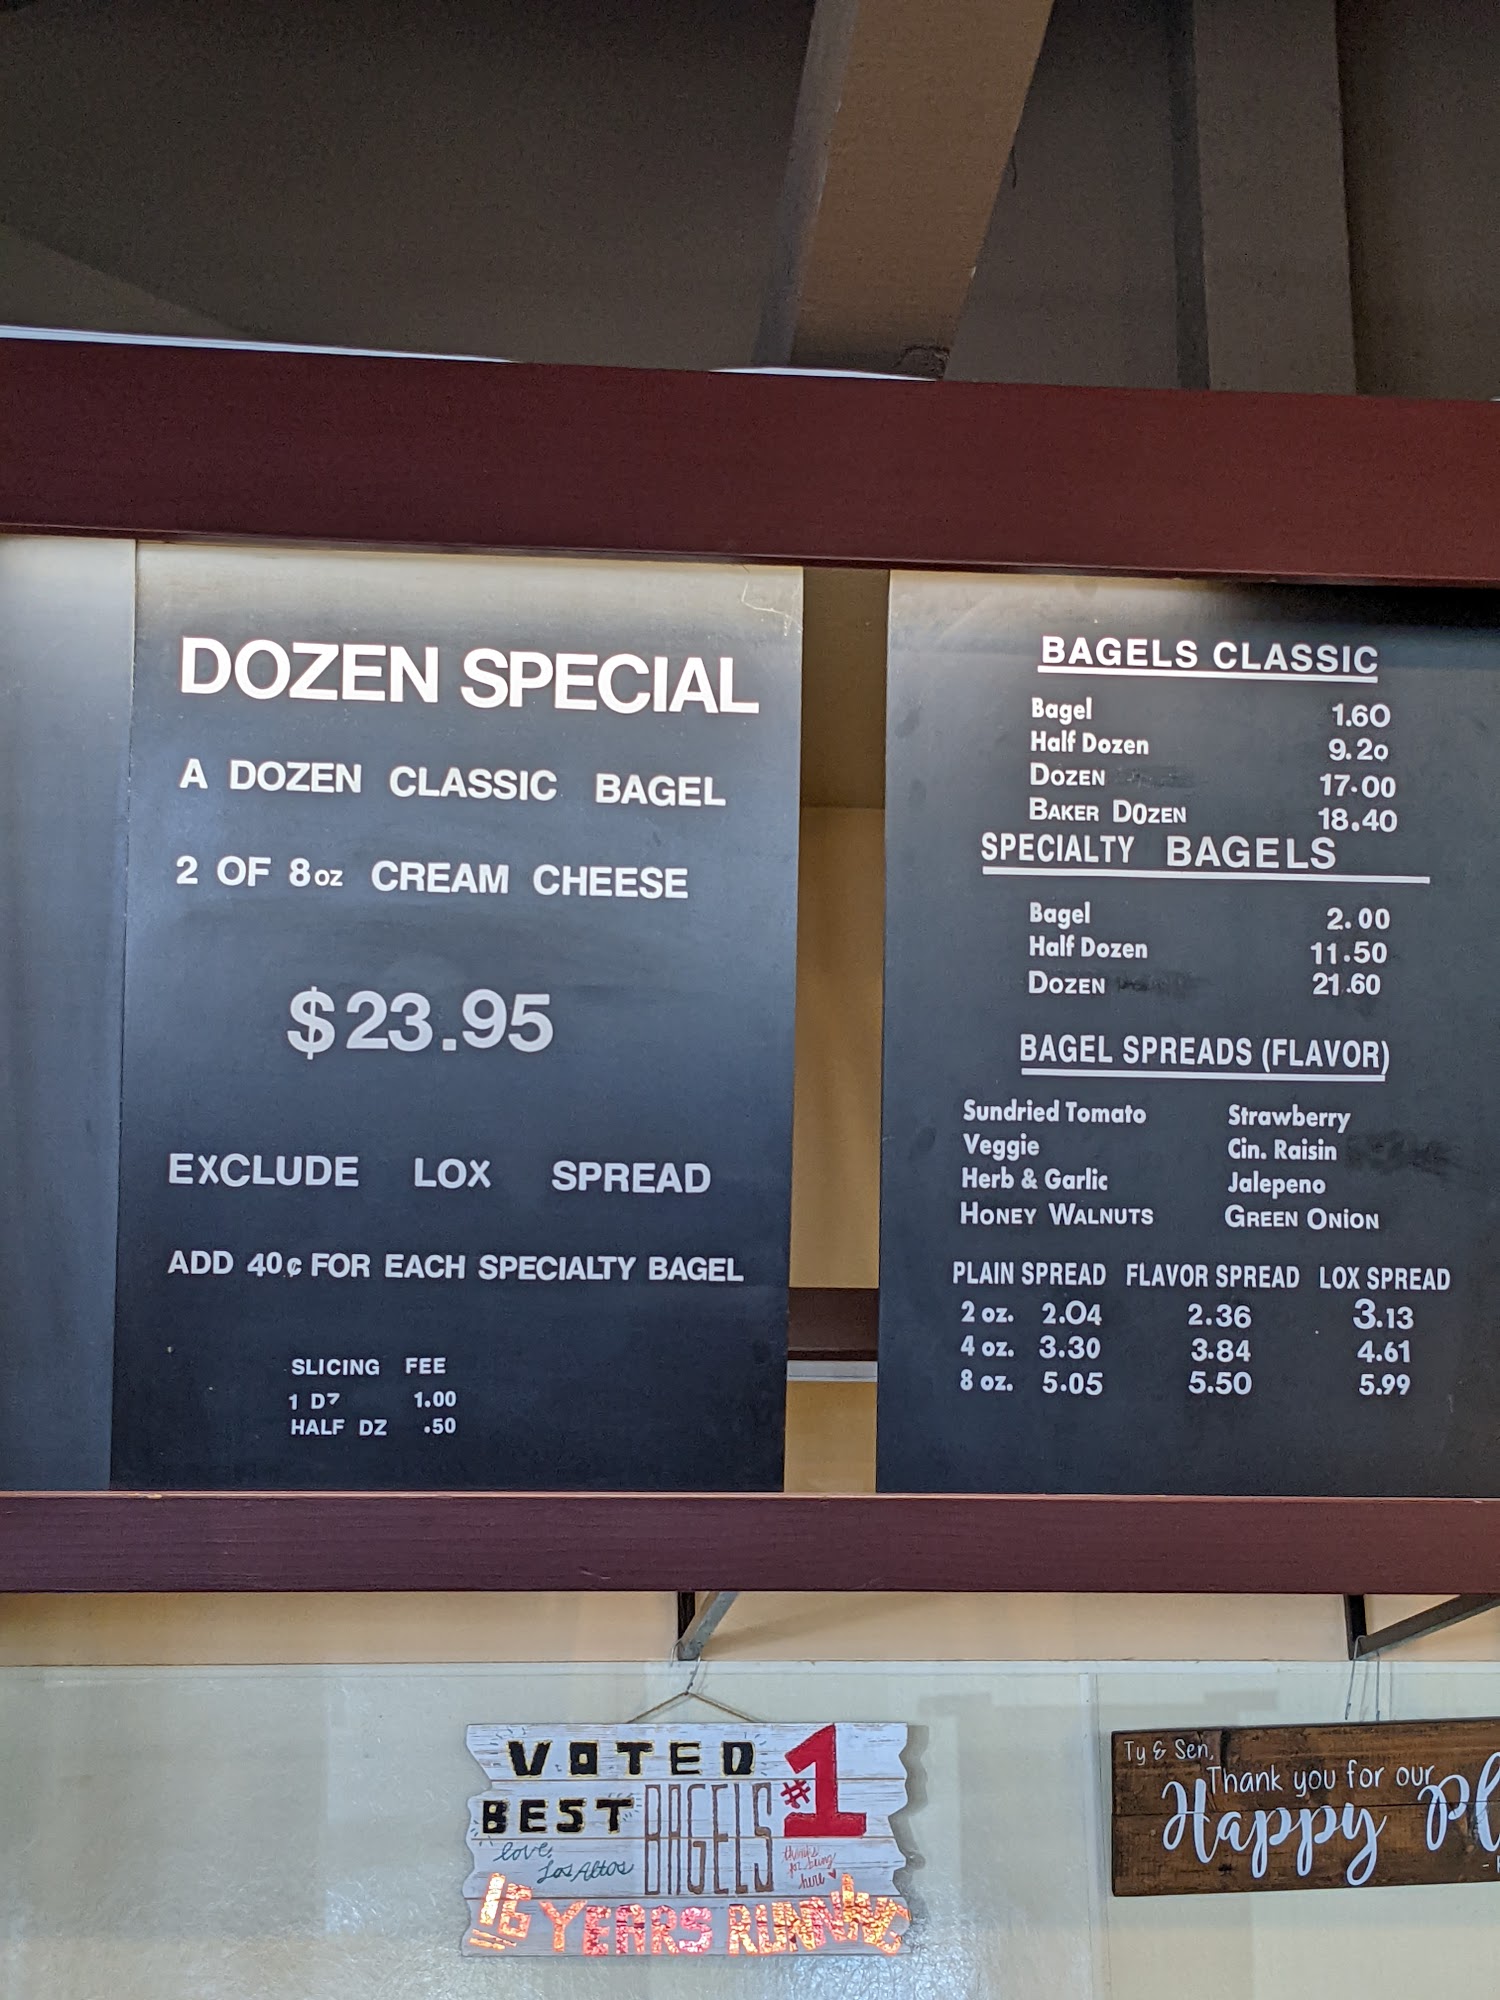 DOZEN SPECIAL
A DOZEN CLASSIC BAGEL
2 OF 8oz CREAM CHEESE
$23.95
EXCLUDE LOX SPREAD
ADD 40¢ FOR EACH SPECIALTY BAGEL
SLICING FEE
1 DZ 1.00
HALF DZ .50
BAGELS CLASSIC
Bagel 1.60
Half Dozen 9.20
DOZEN 17.00
BAKER DOZEN 18.40
SPECIALTY BAGELS
Bagel 2.00
Half Dozen 11.50
DOZEN 21.60
BAGEL SPREADS (FLAVOR)
Sundried Tomato Strawberry
Veggie Cin. Raisin
Herb & Garlic Jalepeno
HONEY WALNUTS GREEN ONION
PLAIN SPREAD FLAVOR SPREAD LOX SPREAD
2 oz. 2.04 2.36 3.13
4 oz. 3.30 3.84 4.61
8 oz. 5.05 5.50 5.99
VOTED #1
BEST BAGELS
love,
Los Altos
thanks
for being
here
16 YEARS RUNNING
Ty & Sen,
Thank you for our
Happy Pl